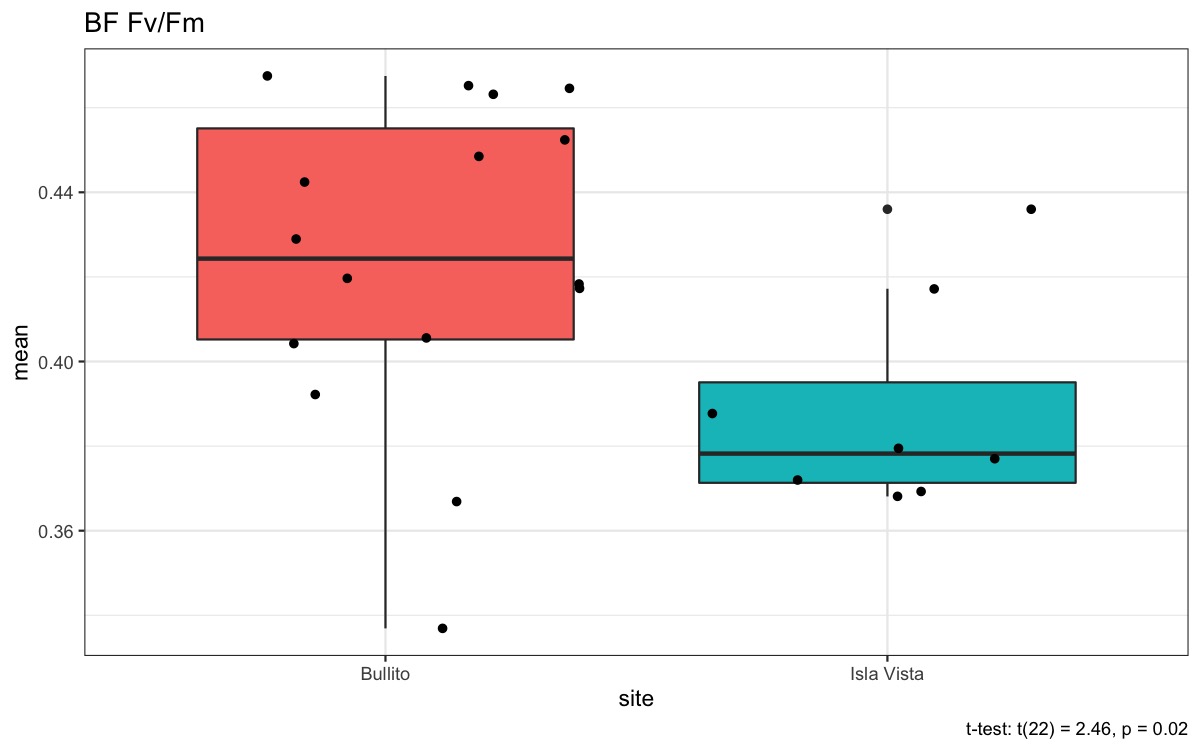 BF Fv/Fm
mean
0.44
0.40
0.36
Bullito
Isla Vista
site
t-test: t(22) = 2.46, p = 0.02